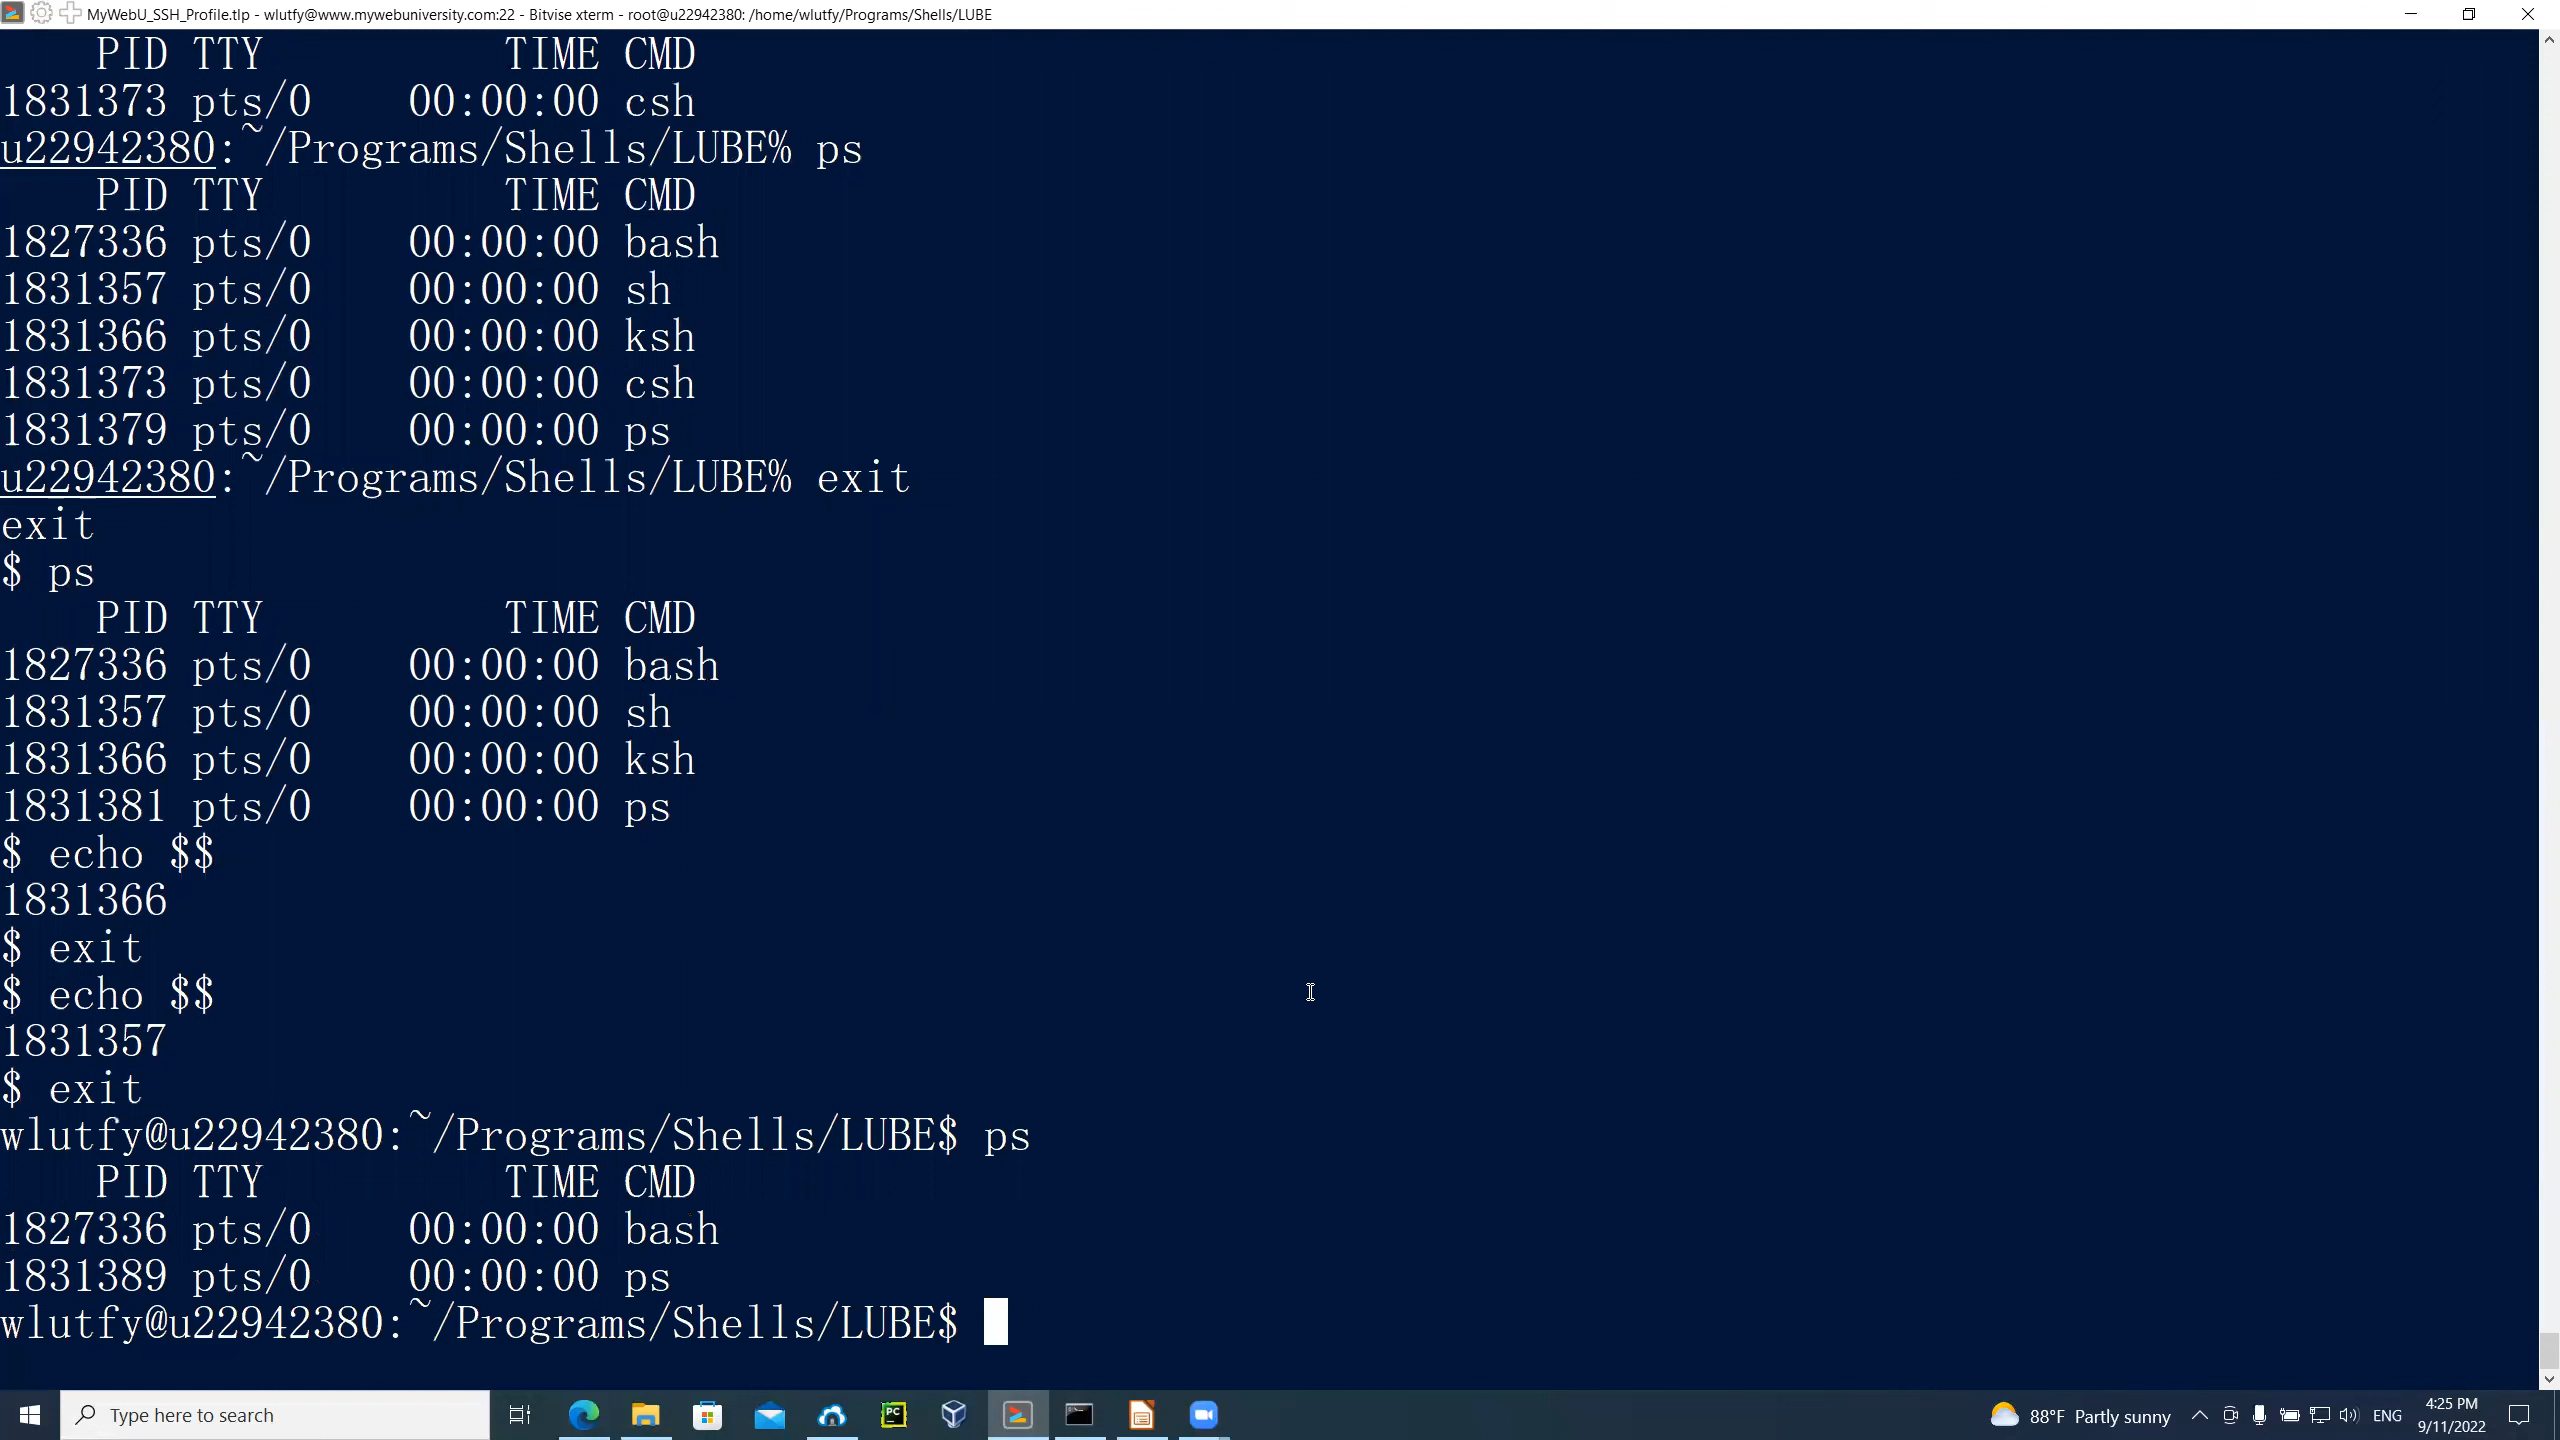 MyWebU_SSH_Profile.tlp - wlutfy@www.mywebuniversity.com:22 - Bitvise xterm - root@u22942380: /home/wlutfy/Programs/Shells/LUBE
    PID TTY          TIME CMD
1831373 pts/0    00:00:00 csh
u22942380:~/Programs/Shells/LUBE% ps
    PID TTY          TIME CMD
1827336 pts/0    00:00:00 bash
1831357 pts/0    00:00:00 sh
1831366 pts/0    00:00:00 ksh
1831373 pts/0    00:00:00 csh
1831379 pts/0    00:00:00 ps
u22942380:~/Programs/Shells/LUBE% exit
exit
$ ps
    PID TTY          TIME CMD
1827336 pts/0    00:00:00 bash
1831357 pts/0    00:00:00 sh
1831366 pts/0    00:00:00 ksh
1831381 pts/0    00:00:00 ps
$ echo $$
1831366
$ exit
$ echo $$
1831357
$ exit
wlutfy@u22942380:~/Programs/Shells/LUBE$ ps
    PID TTY          TIME CMD
1827336 pts/0    00:00:00 bash
1831389 pts/0    00:00:00 ps
wlutfy@u22942380:~/Programs/Shells/LUBE$
Type here to search
PC
88°F Partly sunny
ENG
4:25 PM
9/11/2022